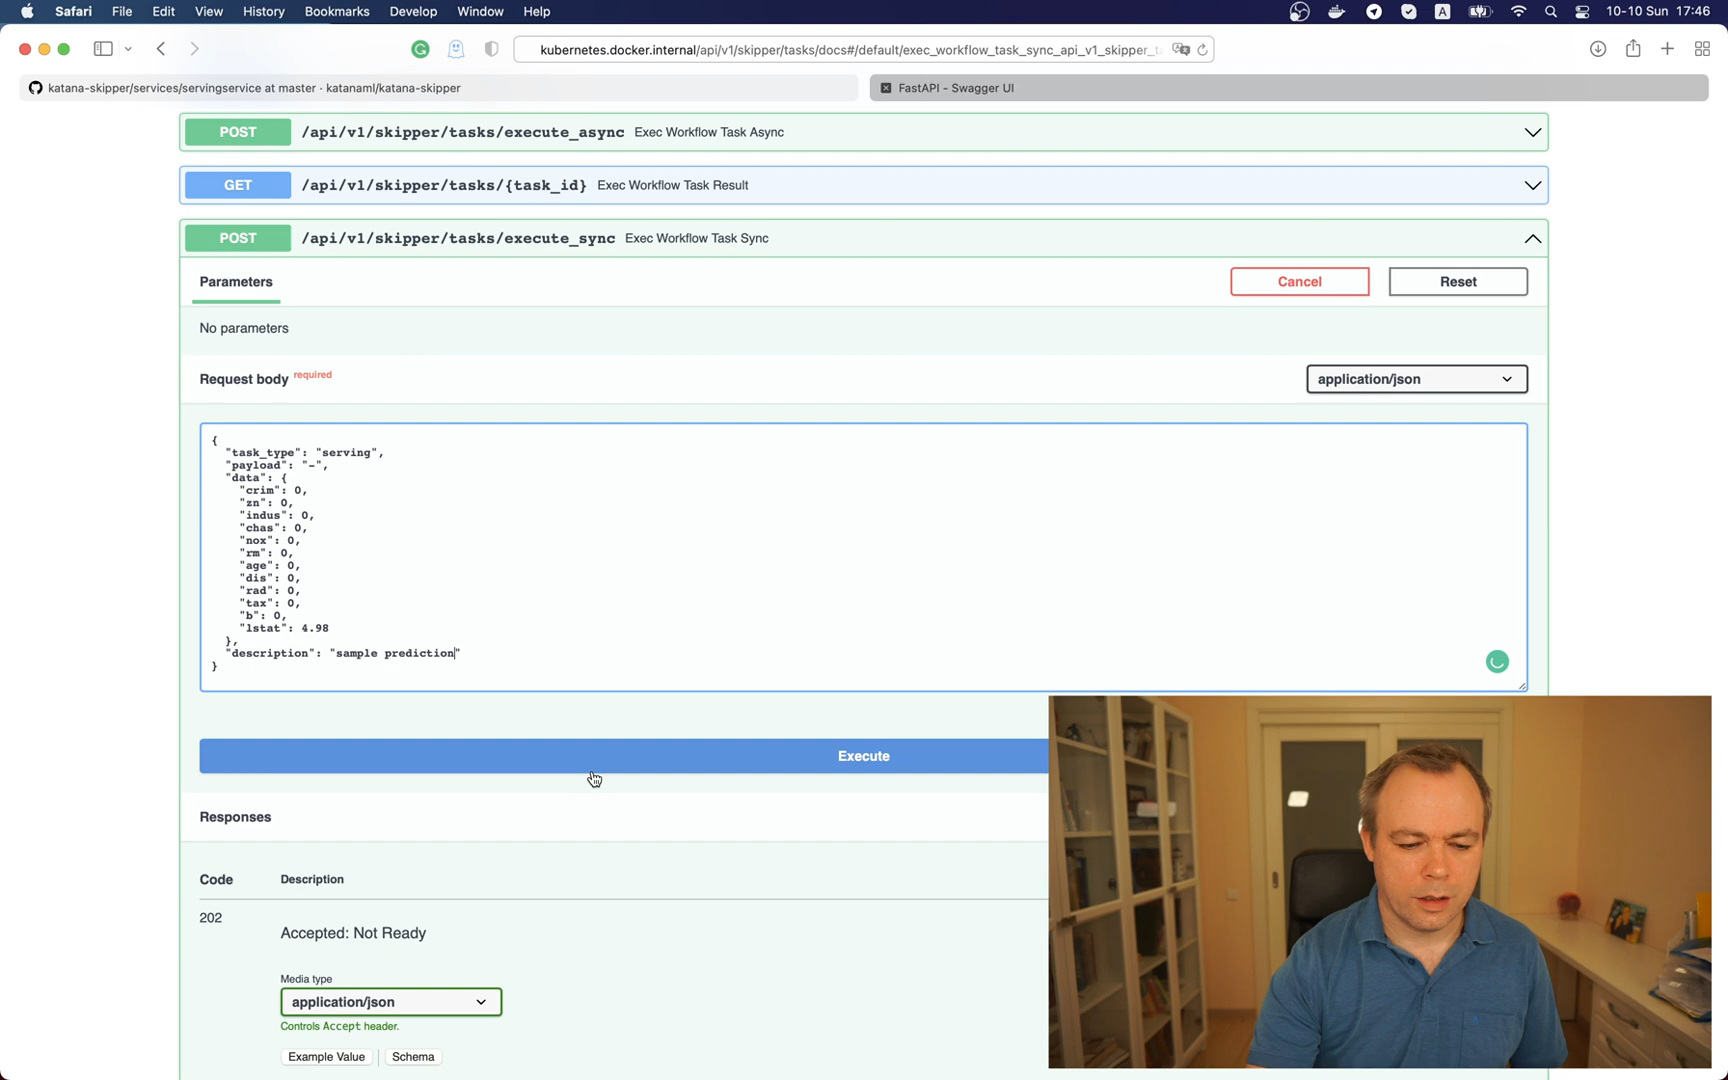 Safari File Edit View History Bookmarks Develop Window Help A 10-10 Sun 17:46
kubernetes.docker.internal/api/v1/skipper/tasks/docs#/default/exec_workflow_task_sync_api_v1_skipper_t
katana-skipper/services/servingservice at master · katanaml/katana-skipper
FastAPI - Swagger UI
POST /api/v1/skipper/tasks/execute_async Exec Workflow Task Async
GET /api/v1/skipper/tasks/{task_id} Exec Workflow Task Result
POST /api/v1/skipper/tasks/execute_sync Exec Workflow Task Sync
Parameters Cancel Reset
No parameters
Request body required application/json
{
"task_type": "serving",
"payload": "-",
"data": {
"crim": 0,
"zn": 0,
"indus": 0,
"chas": 0,
"nox": 0,
"rm": 0,
"age": 0,
"dis": 0,
"rad": 0,
"tax": 0,
"b": 0,
"lstat": 4.98
},
"description": "sample prediction"
}
Execute
Responses
Code Description
202
Accepted: Not Ready
Media type
application/json
Controls Accept header.
Example Value Schema